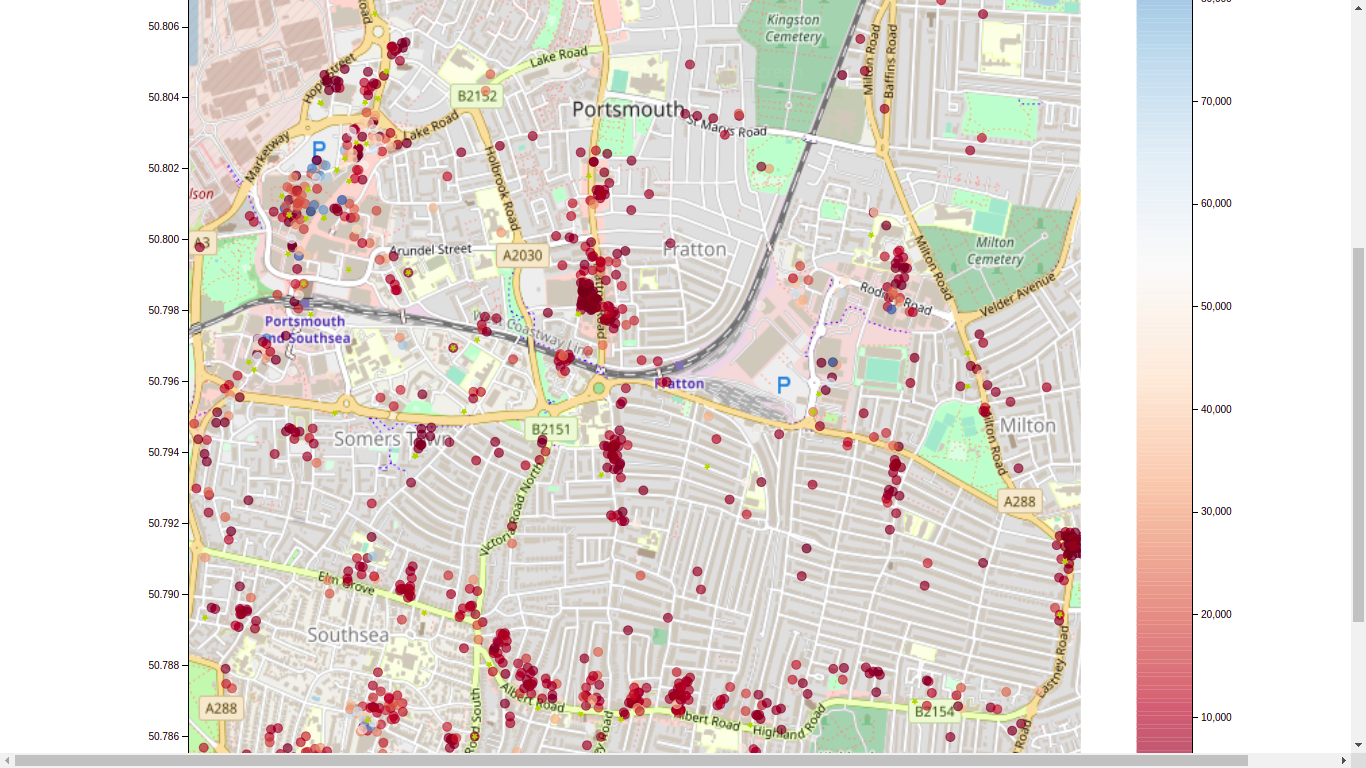 50.806
50.804
50.802
50.800
50.798
50.796
50.794
50.792
50.790
50.788
50.786
Road
Kingston
Cemetery
Lake Road
Milton Road
Baffins Road
Hope Street
B2152
Portsmouth
St Marys Road
Lake Road
Marketway
P
Holbrook Road
lson
A3
Arundel Street
A2030
Fratton
Milton
Cemetery
Milton Road
Velder Avenue
Portsmouth
and Southsea
West Coastway Line
Fratton
P
B2151
Somers Town
Milton
Milton Road
A288
Victoria Road North
Elm Grove
Southsea
A288
Albert Road
Albert Road
Highland Road
B2154
Eastney Road
Road South
Road
70,000
60,000
50,000
40,000
30,000
20,000
10,000